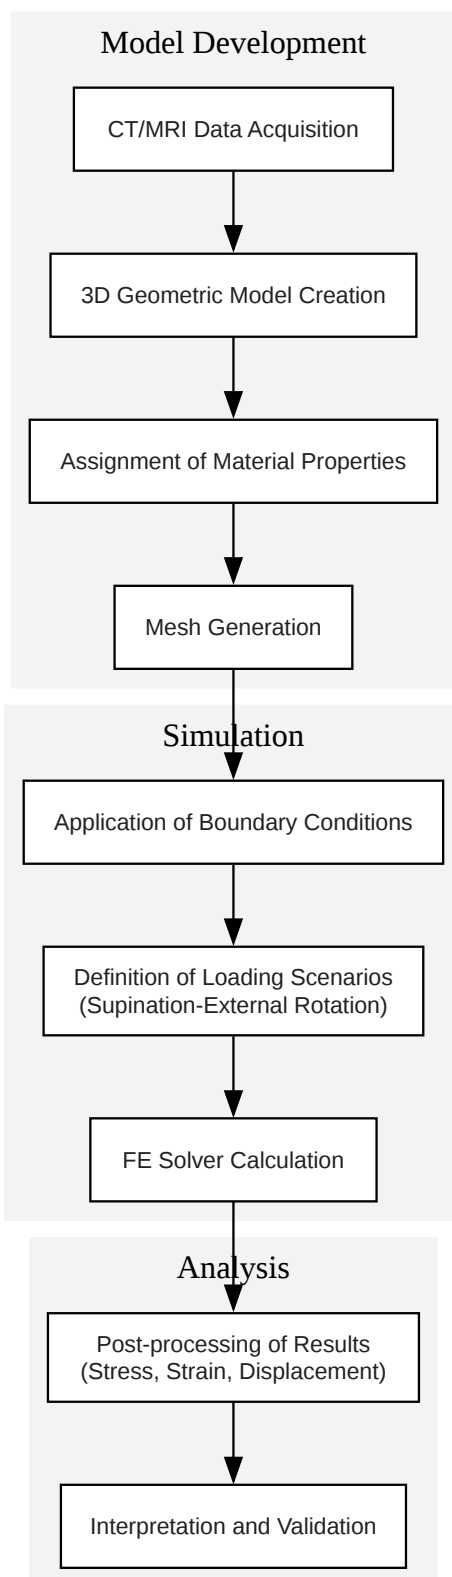 Model Development
CT/MRI Data Acquisition
3D Geometric Model Creation
Assignment of Material Properties
Mesh Generation
Simulation
Application of Boundary Conditions
Definition of Loading Scenarios
(Supination-External Rotation)
FE Solver Calculation
Analysis
Post-processing of Results
(Stress, Strain, Displacement)
Interpretation and Validation